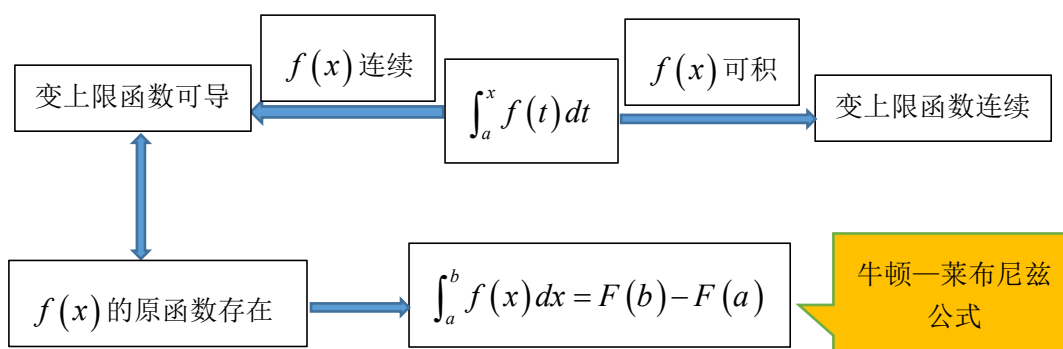 f(x)连续
f(x)可积
变上限函数可导
∫_a^x f(t)dt
变上限函数连续
f(x)的原函数存在
∫_a^b f(x)dx = F(b) − F(a)
牛顿—莱布尼兹
公式